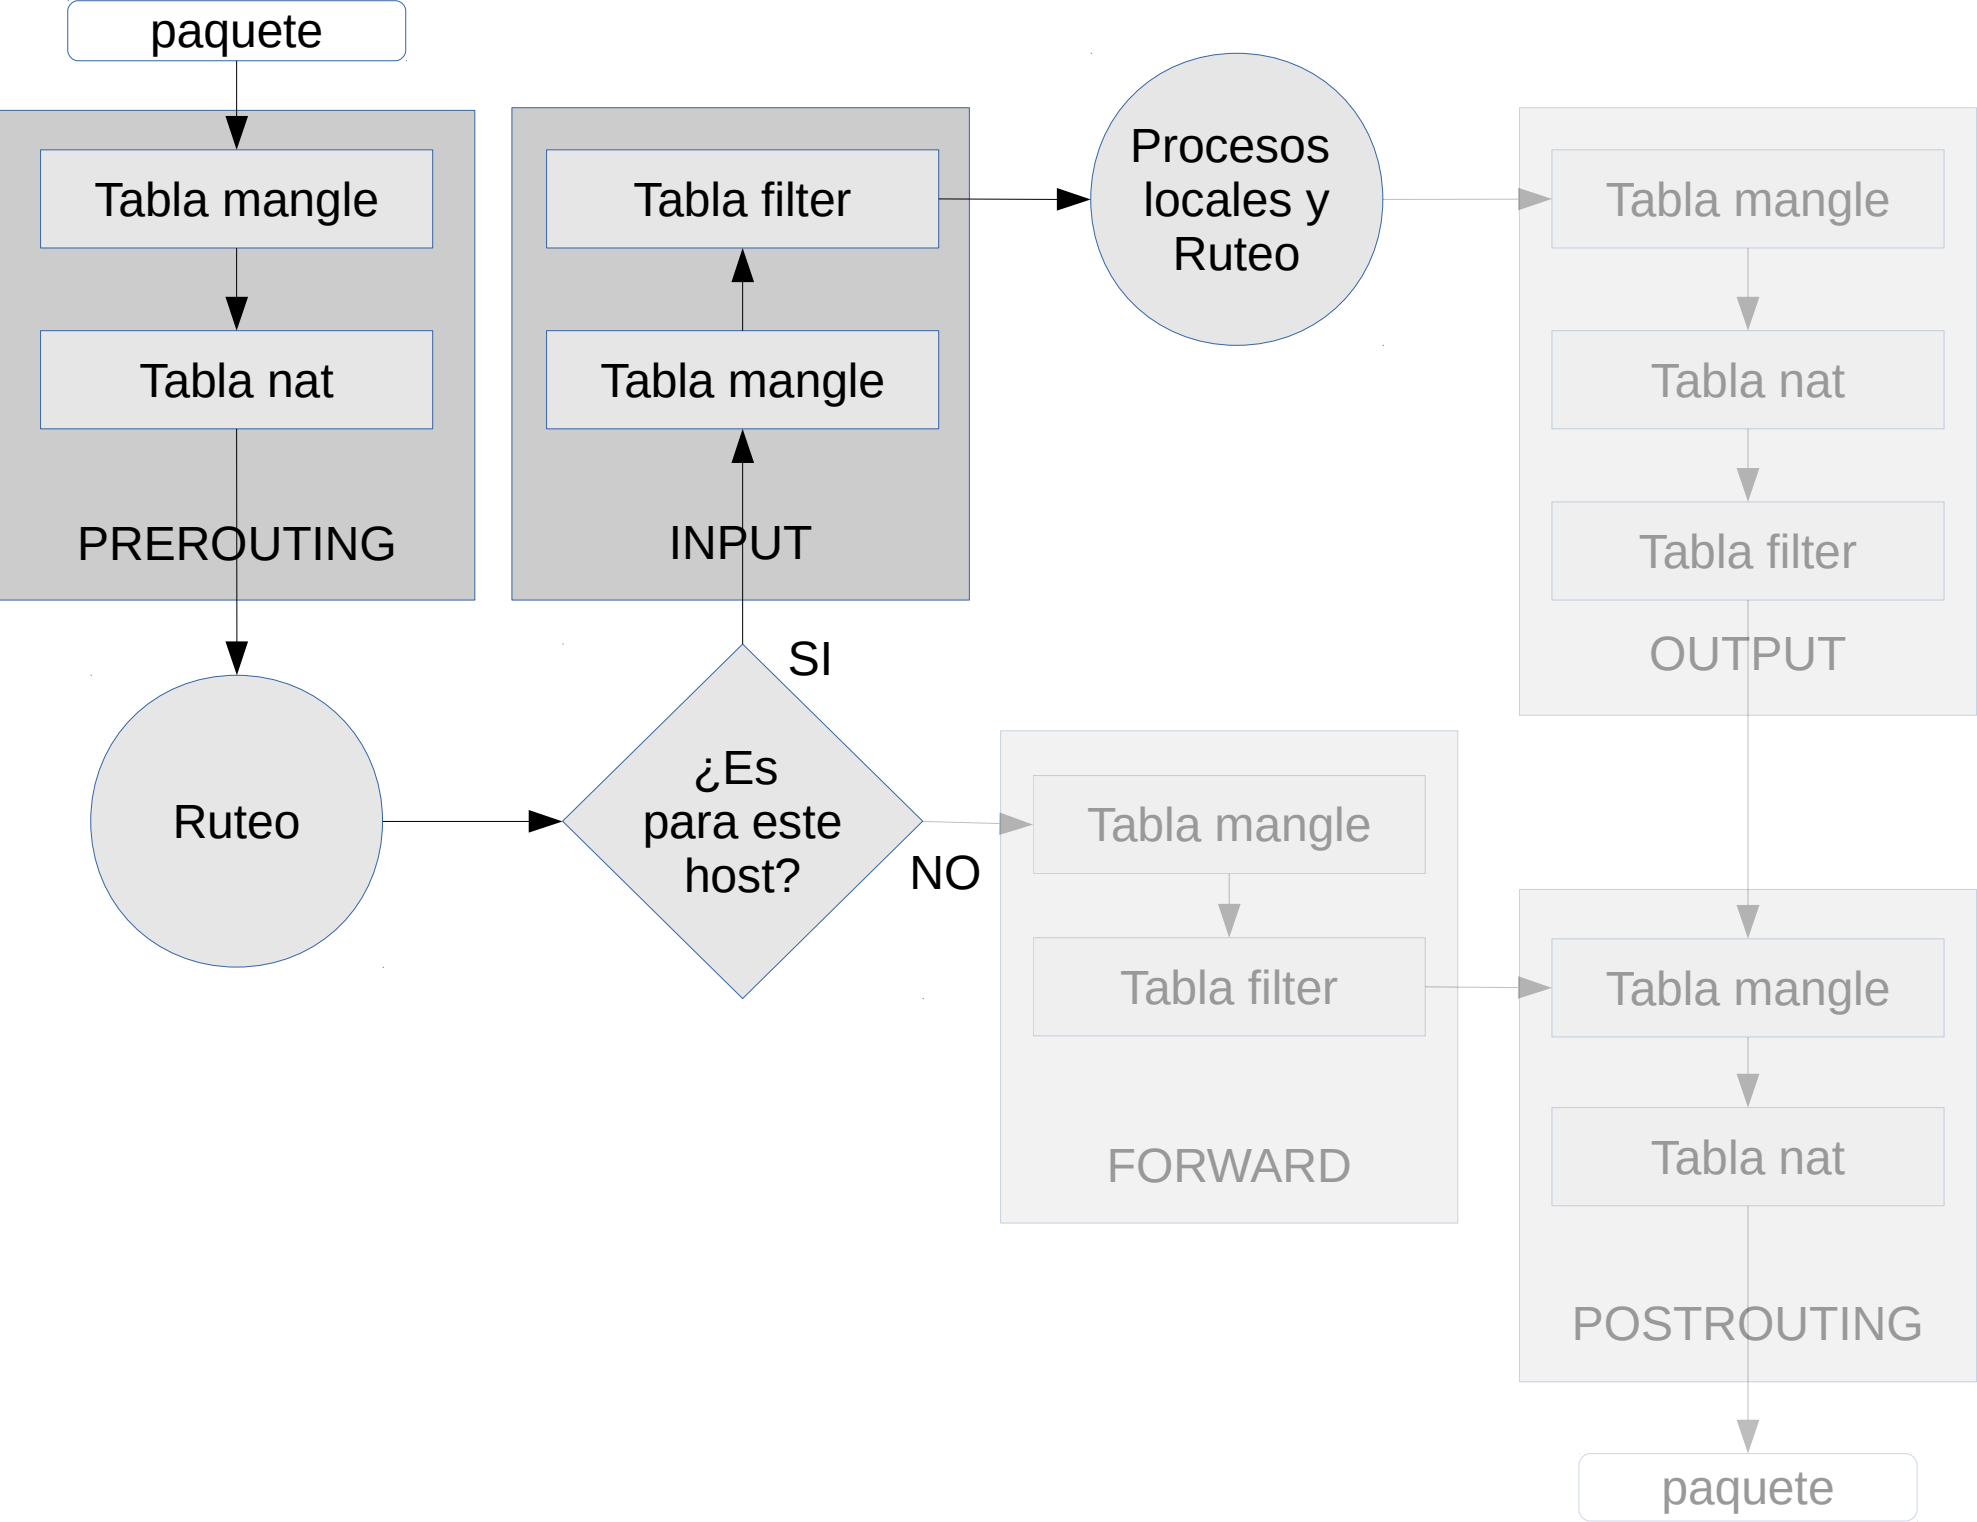 paquete
Tabla mangle
Tabla nat
PREROUTING
Ruteo
¿Es
para este
host?
SI
NO
Tabla filter
Tabla mangle
INPUT
Procesos
locales y
Ruteo
Tabla mangle
Tabla filter
FORWARD
Tabla mangle
Tabla nat
Tabla filter
OUTPUT
Tabla mangle
Tabla nat
POSTROUTING
paquete